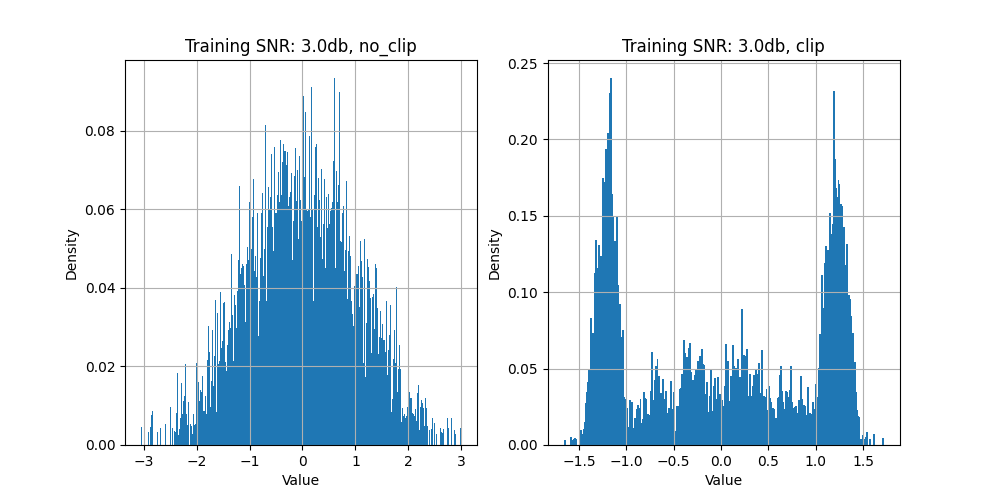 Training SNR: 3.0db, no_clip
Density
0.08
0.06
0.04
0.02
0.00
−3 −2 −1 0 1 2 3
Value
Training SNR: 3.0db, clip
Density
0.25
0.20
0.15
0.10
0.05
0.00
−1.5 −1.0 −0.5 0.0 0.5 1.0 1.5
Value